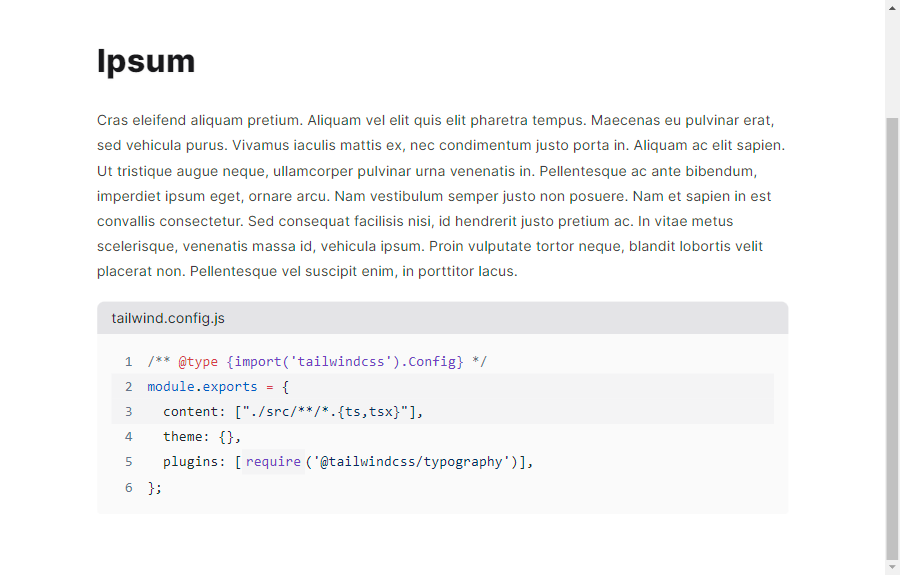 Ipsum
Cras eleifend aliquam pretium. Aliquam vel elit quis elit pharetra tempus. Maecenas eu pulvinar erat,
sed vehicula purus. Vivamus iaculis mattis ex, nec condimentum justo porta in. Aliquam ac elit sapien.
Ut tristique augue neque, ullamcorper pulvinar urna venenatis in. Pellentesque ac ante bibendum,
imperdiet ipsum eget, ornare arcu. Nam vestibulum semper justo non posuere. Nam et sapien in est
convallis consectetur. Sed consequat facilisis nisi, id hendrerit justo pretium ac. In vitae metus
scelerisque, venenatis massa id, vehicula ipsum. Proin vulputate tortor neque, blandit lobortis velit
placerat non. Pellentesque vel suscipit enim, in porttitor lacus.
tailwind.config.js
1 /** @type {import('tailwindcss').Config} */
2 module.exports = {
3   content: ["./src/**/*.{ts,tsx}"],
4   theme: {},
5   plugins: [require('@tailwindcss/typography')],
6 };